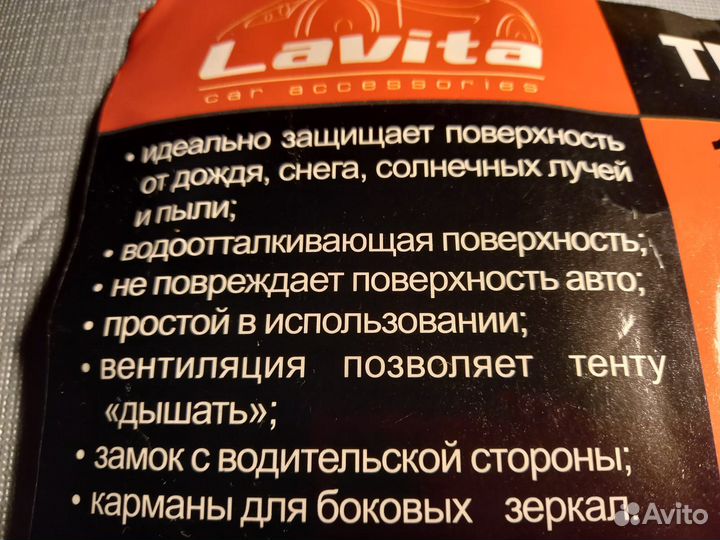 Lavita
car accessories
• идеально защищает поверхность
от дождя, снега, солнечных лучей
и пыли;
• водоотталкивающая поверхность;
• не повреждает поверхность авто;
• простой в использовании;
• вентиляция позволяет тенту
«дышать»;
• замок с водительской стороны;
• карманы для боковых зеркал.
Avito